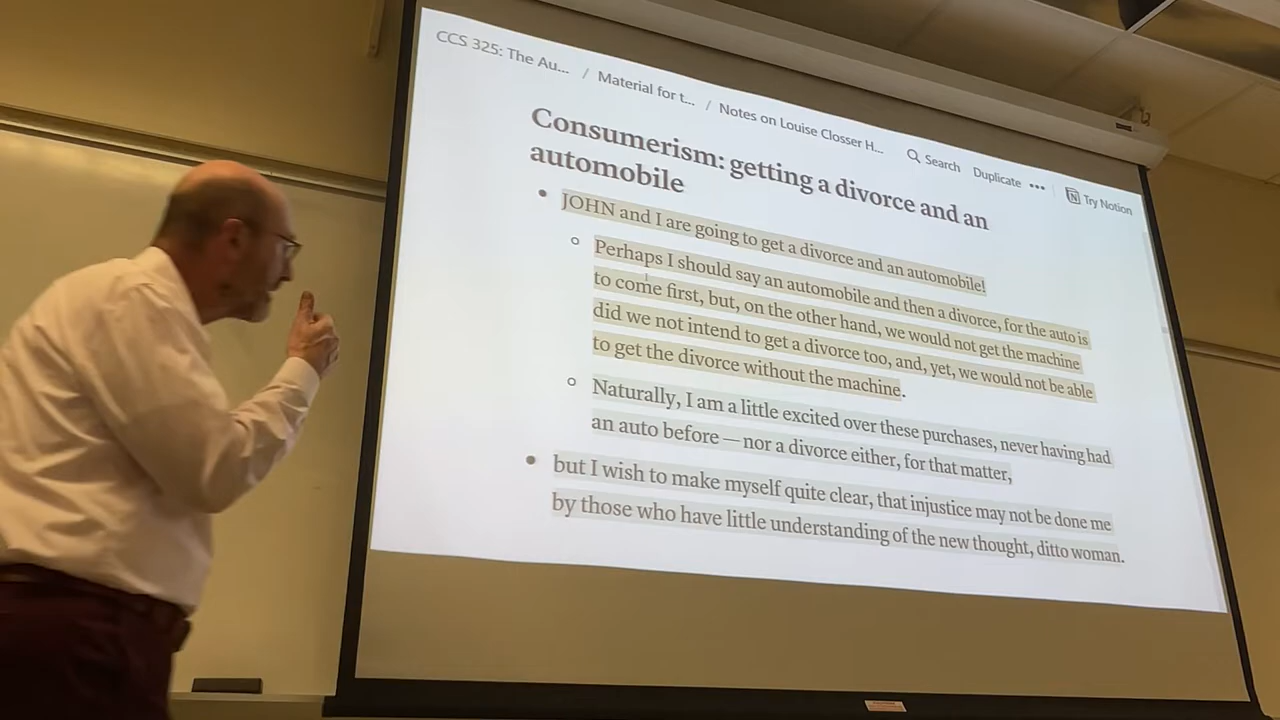 CCS 325: The Au... / Material for t... / Notes on Louise Closser H... Search Duplicate ••• Try Notion
Consumerism: getting a divorce and an
automobile
• JOHN and I are going to get a divorce and an automobile!
○ Perhaps I should say an automobile and then a divorce, for the auto is
to come first, but, on the other hand, we would not get the machine
did we not intend to get a divorce too, and, yet, we would not be able
to get the divorce without the machine.
○ Naturally, I am a little excited over these purchases, never having had
an auto before — nor a divorce either, for that matter,
• but I wish to make myself quite clear, that injustice may not be done me
by those who have little understanding of the new thought, ditto woman.